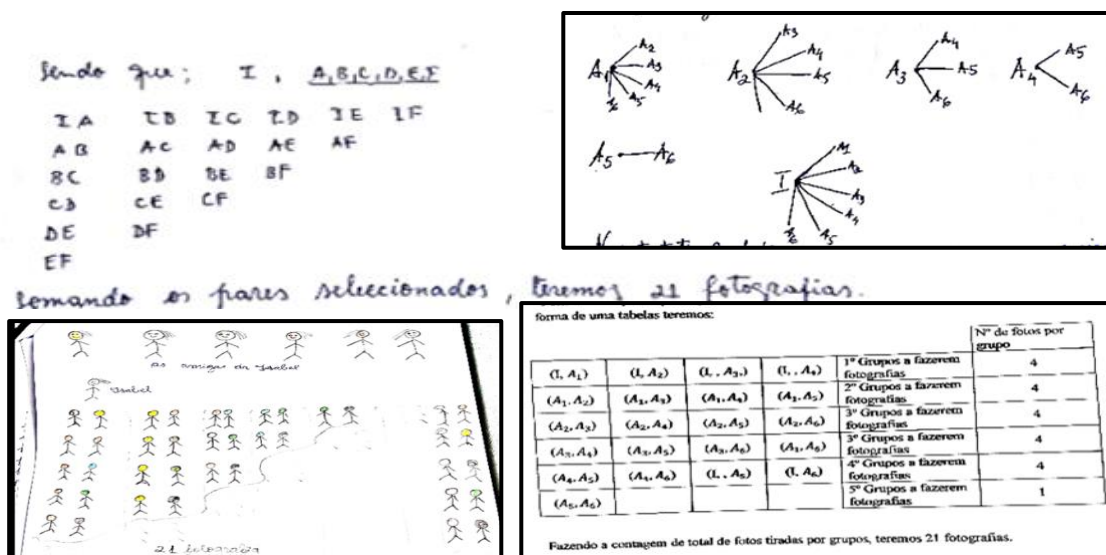 Sendo que; I, A,B,C,D,E,F
IA IB IC ID IE IF
AB AC AD AE AF
BC BD BE BF
CD CE CF
DE DF
EF
Somando os pares seleccionados, teremos 21 fotografias.
A1 A2 A3 A4 A5 A6
A2 A3 A4 A5 A6
A3 A4 A5 A6
A4 A5 A6
A5 A6
I A2 A3 A4 A5 A6
As amigas da Isabel
Isabel
21 fotografia
forma de uma tabelas teremos:
Nº de fotos por grupo
(I, A₁) (I, A₂) (I, , A₃,) (I, , A₄) 1º Grupos a fazerem fotografias 4
(A₁, A₂) (A₁, A₃) (A₁, A₄) (A₁, A₅) 2º Grupos a fazerem fotografias 4
(A₂, A₃) (A₂, A₄) (A₂, A₅) (A₂, A₆) 3º Grupos a fazerem fotografias 4
(A₃, A₄) (A₃, A₅) (A₃, A₆) (A₁, A₆) 3º Grupos a fazerem fotografias 4
(A₄, A₅) (A₄, A₆) (I, , A₅) (I, A₆) 4º Grupos a fazerem fotografias 4
(A₅, A₆) 5º Grupos a fazerem fotografias 1
Fazendo a contagem de total de fotos tiradas por grupos, teremos 21 fotografias.